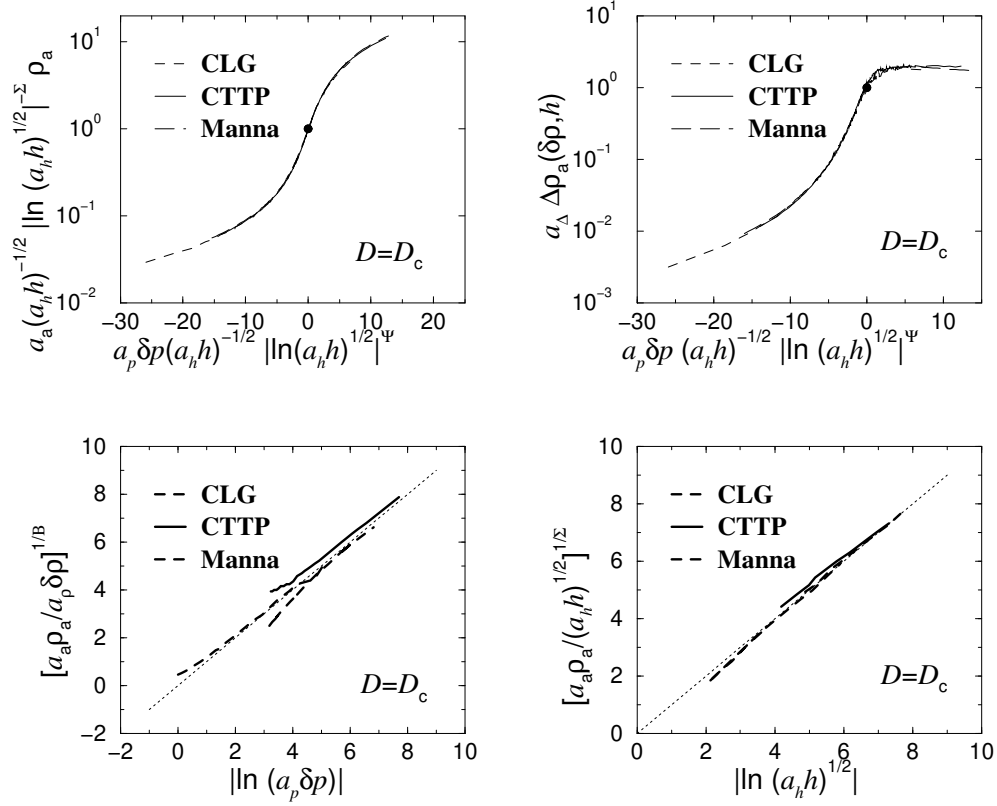 a_a(a_h h)^{-1/2} |ln (a_h h)^{1/2}|^{-Σ} ρ_a
10^1
10^0
10^{-1}
10^{-2}
CLG
CTTP
Manna
D=D_c
−30 −20 −10 0 10 20
a_p δp(a_h h)^{-1/2} |ln(a_h h)^{1/2}|^Ψ
a_Δ Δρ_a(δρ,h)
10^1
10^0
10^{-1}
10^{-2}
10^{-3}
CLG
CTTP
Manna
D=D_c
−30 −20 −10 0 10
a_p δp (a_h h)^{-1/2} |ln (a_h h)^{1/2}|^Ψ
[a_a ρ_a/a_ρ δρ]^{1/B}
10
8
6
4
2
0
−2
CLG
CTTP
Manna
D=D_c
−2 0 2 4 6 8 10
|ln (a_p δp)|
[a_a ρ_a/(a_h h)^{1/2}]^{1/Σ}
10
8
6
4
2
0
CLG
CTTP
Manna
D=D_c
0 2 4 6 8 10
|ln (a_h h)^{1/2}|